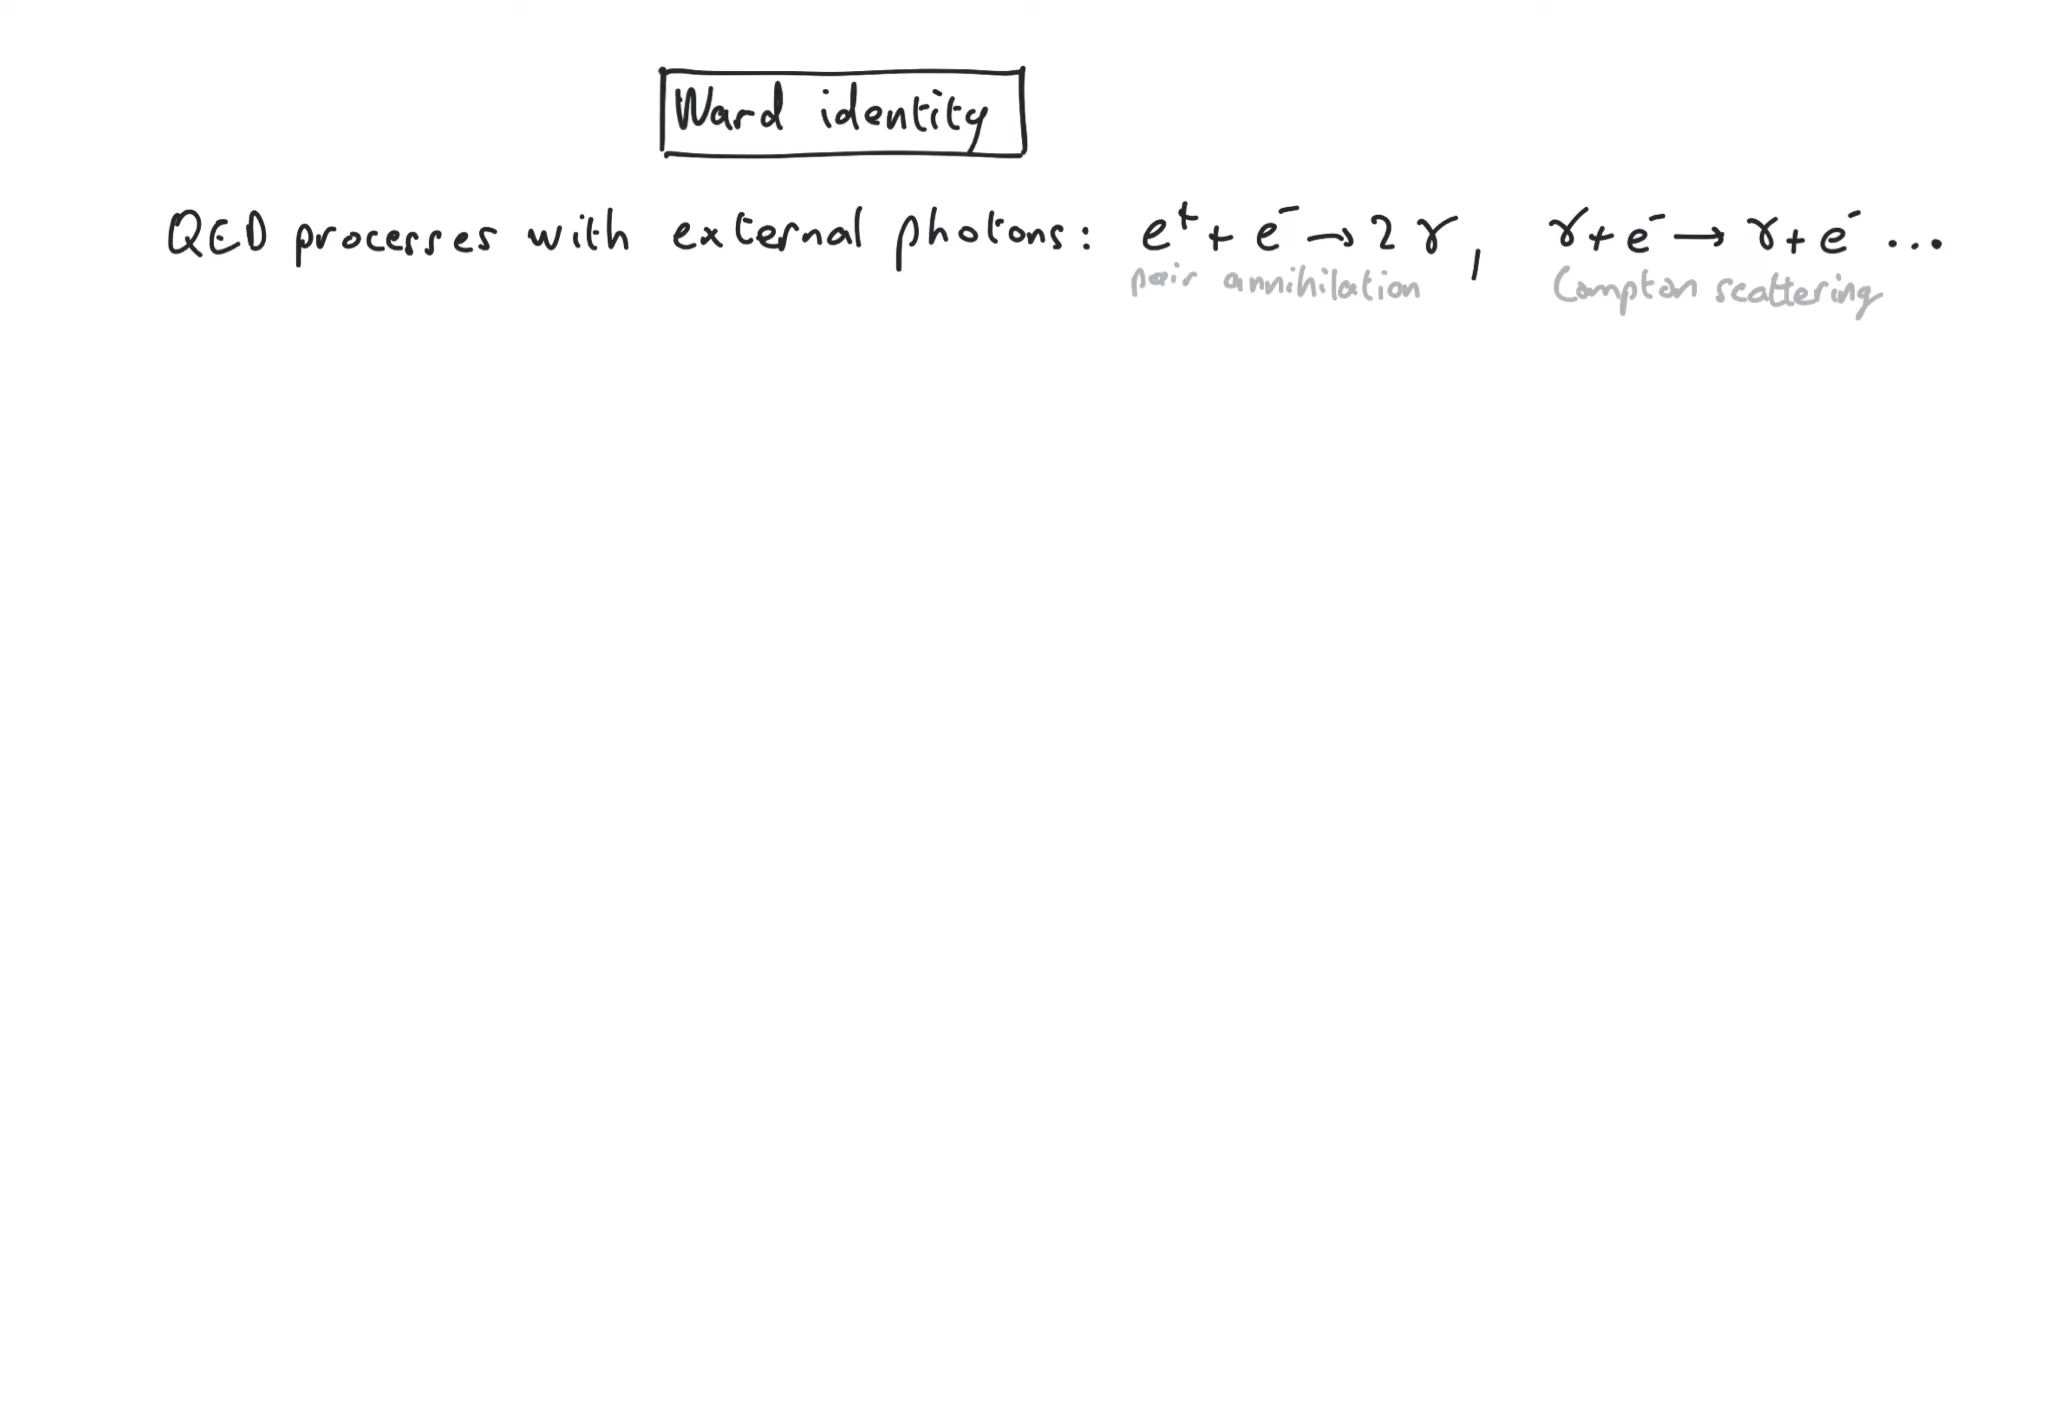 Ward identity
QED processes with external photons: e⁺ + e⁻ → 2 γ, γ + e⁻ → γ + e⁻ ...
pair annihilation Compton scattering